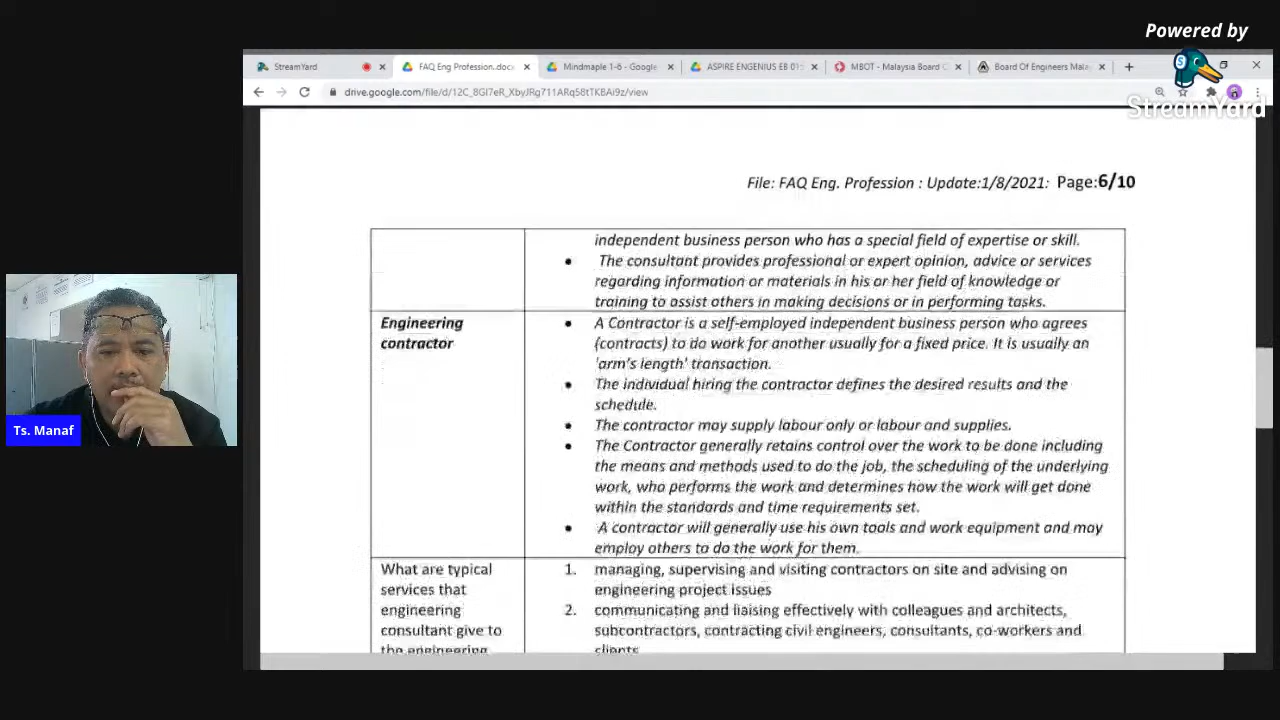 Powered by
StreamYard
StreamYard
FAQ Eng Profession.docx
Mindmaple 1-6 - Google
ASPIRE ENGENIUS EB 01
MBOT - Malaysia Board
Board Of Engineers Mala
drive.google.com/file/d/12C_8GI7eR_XbyJRg711ARq58tTKBAi9z/view
File: FAQ Eng. Profession : Update:1/8/2021: Page:6/10
independent business person who has a special field of expertise or skill.
• The consultant provides professional or expert opinion, advice or services
regarding information or materials in his or her field of knowledge or
training to assist others in making decisions or in performing tasks.
Engineering
contractor
• A Contractor is a self-employed independent business person who agrees
(contracts) to do work for another usually for a fixed price. It is usually an
'arm's length' transaction.
• The individual hiring the contractor defines the desired results and the
schedule.
• The contractor may supply labour only or labour and supplies.
• The Contractor generally retains control over the work to be done including
the means and methods used to do the job, the scheduling of the underlying
work, who performs the work and determines how the work will get done
within the standards and time requirements set.
• A contractor will generally use his own tools and work equipment and may
employ others to do the work for them.
What are typical
services that
engineering
consultant give to
the engineering
1. managing, supervising and visiting contractors on site and advising on
engineering project issues
2. communicating and liaising effectively with colleagues and architects,
subcontractors, contracting civil engineers, consultants, co-workers and
clients
Ts. Manaf